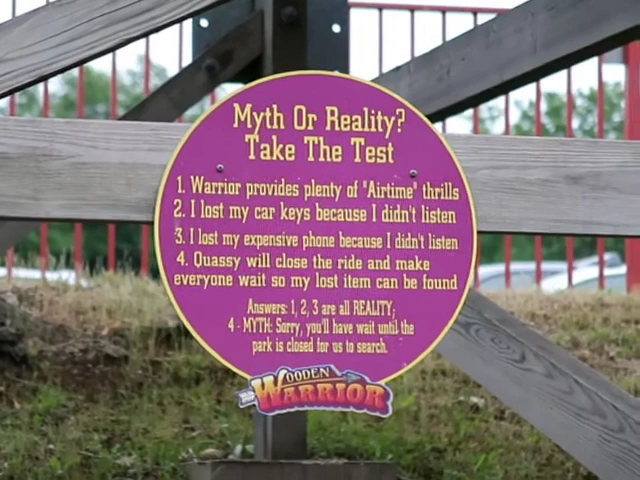 Myth Or Reality?
Take The Test
1. Warrior provides plenty of "Airtime" thrills
2. I lost my car keys because I didn't listen
3. I lost my expensive phone because I didn't listen
4. Quassy will close the ride and make
everyone wait so my lost item can be found
Answers: 1, 2, 3 are all REALITY;
4 - MYTH: Sorry, you'll have wait until the
park is closed for us to search.
WOODEN
WARRIOR